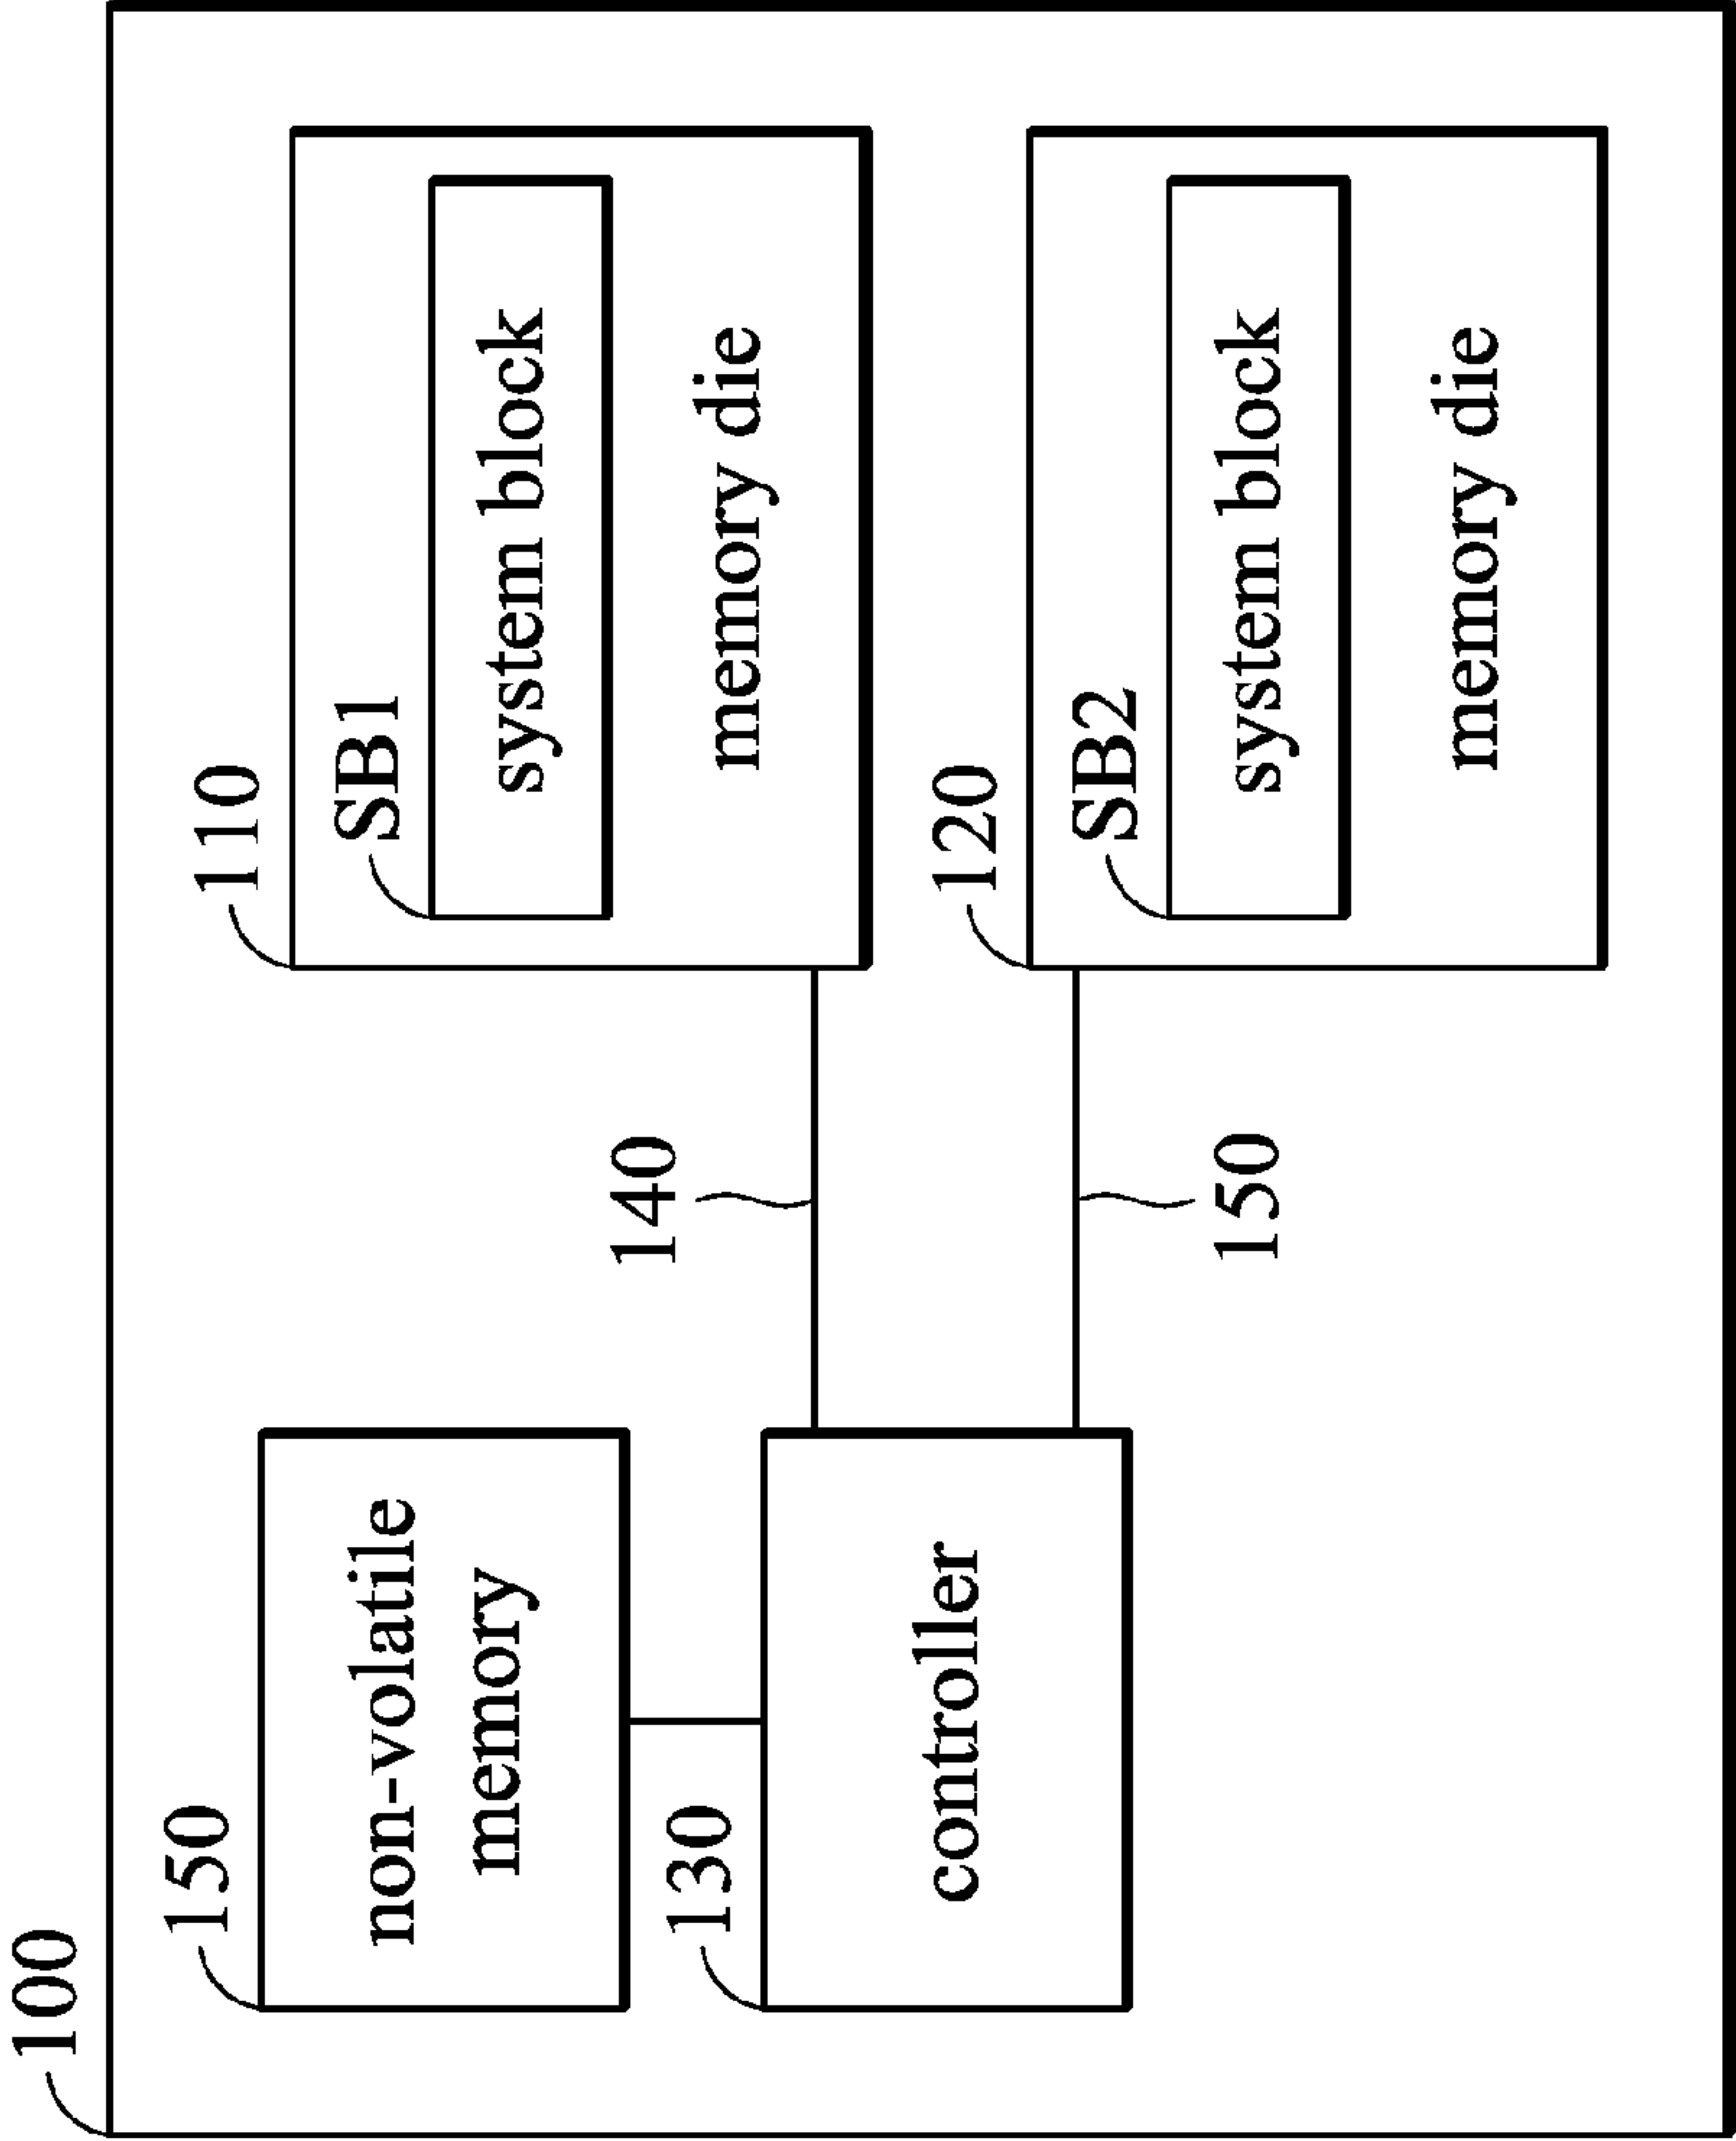 100
150
non-volatile
memory
130
controller
140
150
110
SB1
system block
memory die
120
SB2
system block
memory die